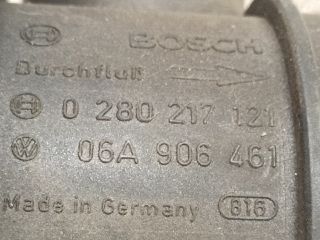 BOSCH
Durchfluß
0 280 217 121
06A 906 461
Made in Germany 616